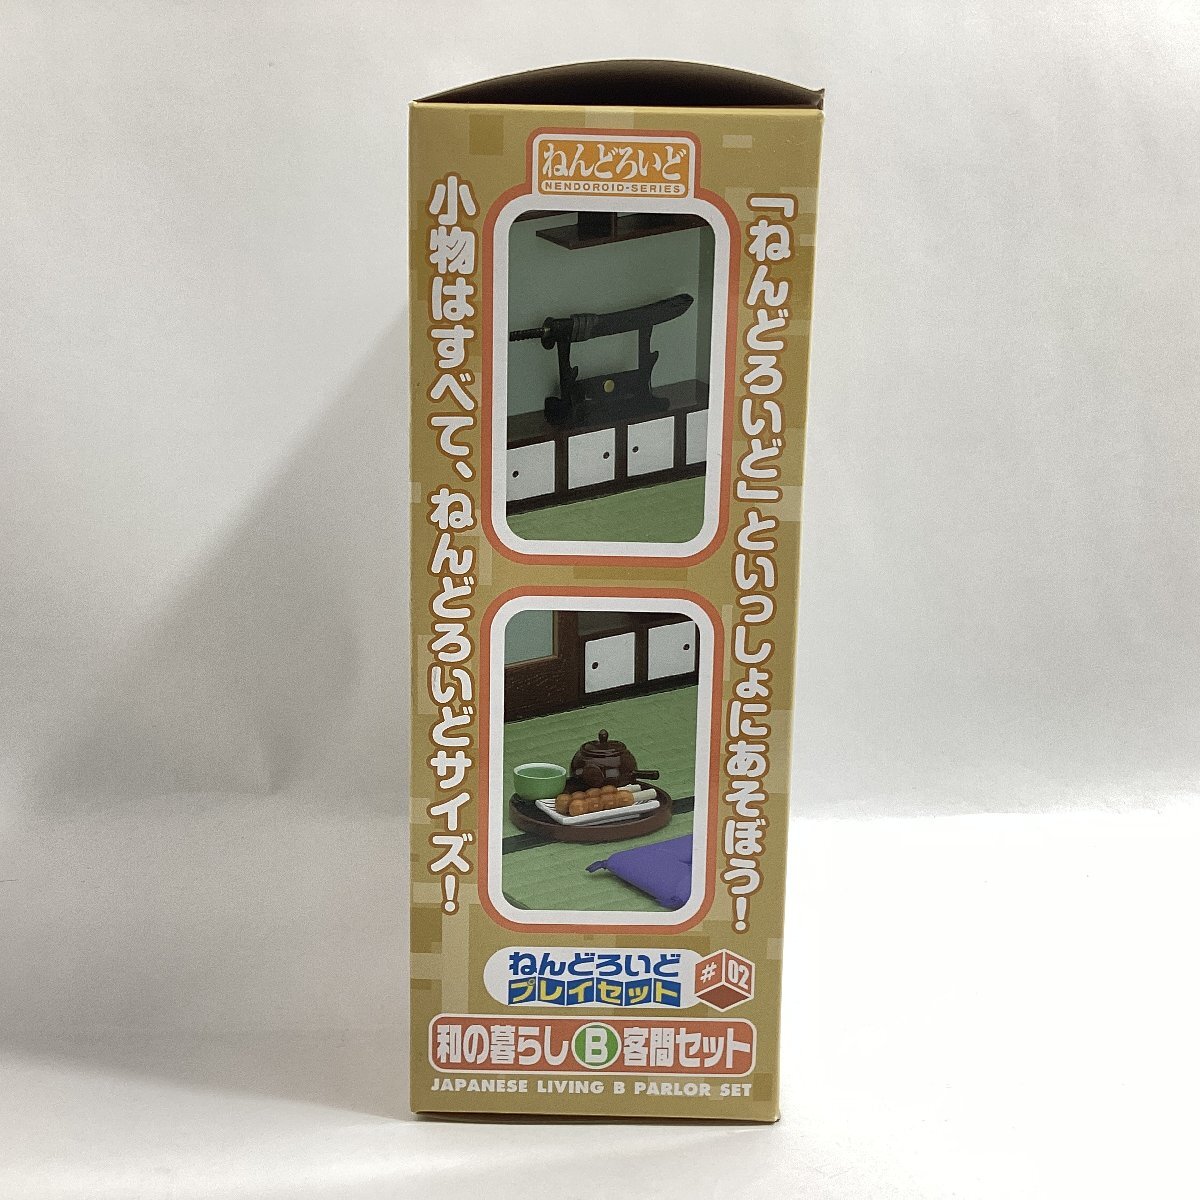 ねんどろいど
NENDOROID-SERIES
「ねんどろいど」といっしょにあそぼう!
小物はすべて、ねんどろいどサイズ!
ねんどろいど
プレイセット
#02
和の暮らしB客間セット
JAPANESE LIVING B PARLOR SET